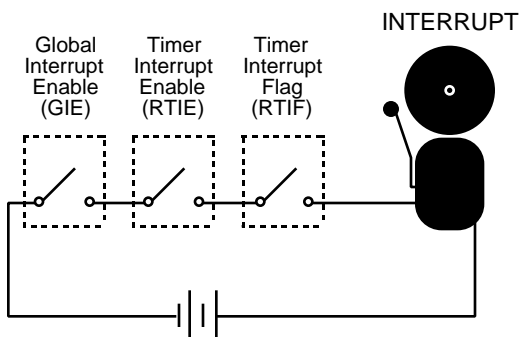 INTERRUPT
Global
Interrupt
Enable
(GIE)
Timer
Interrupt
Enable
(RTIE)
Timer
Interrupt
Flag
(RTIF)